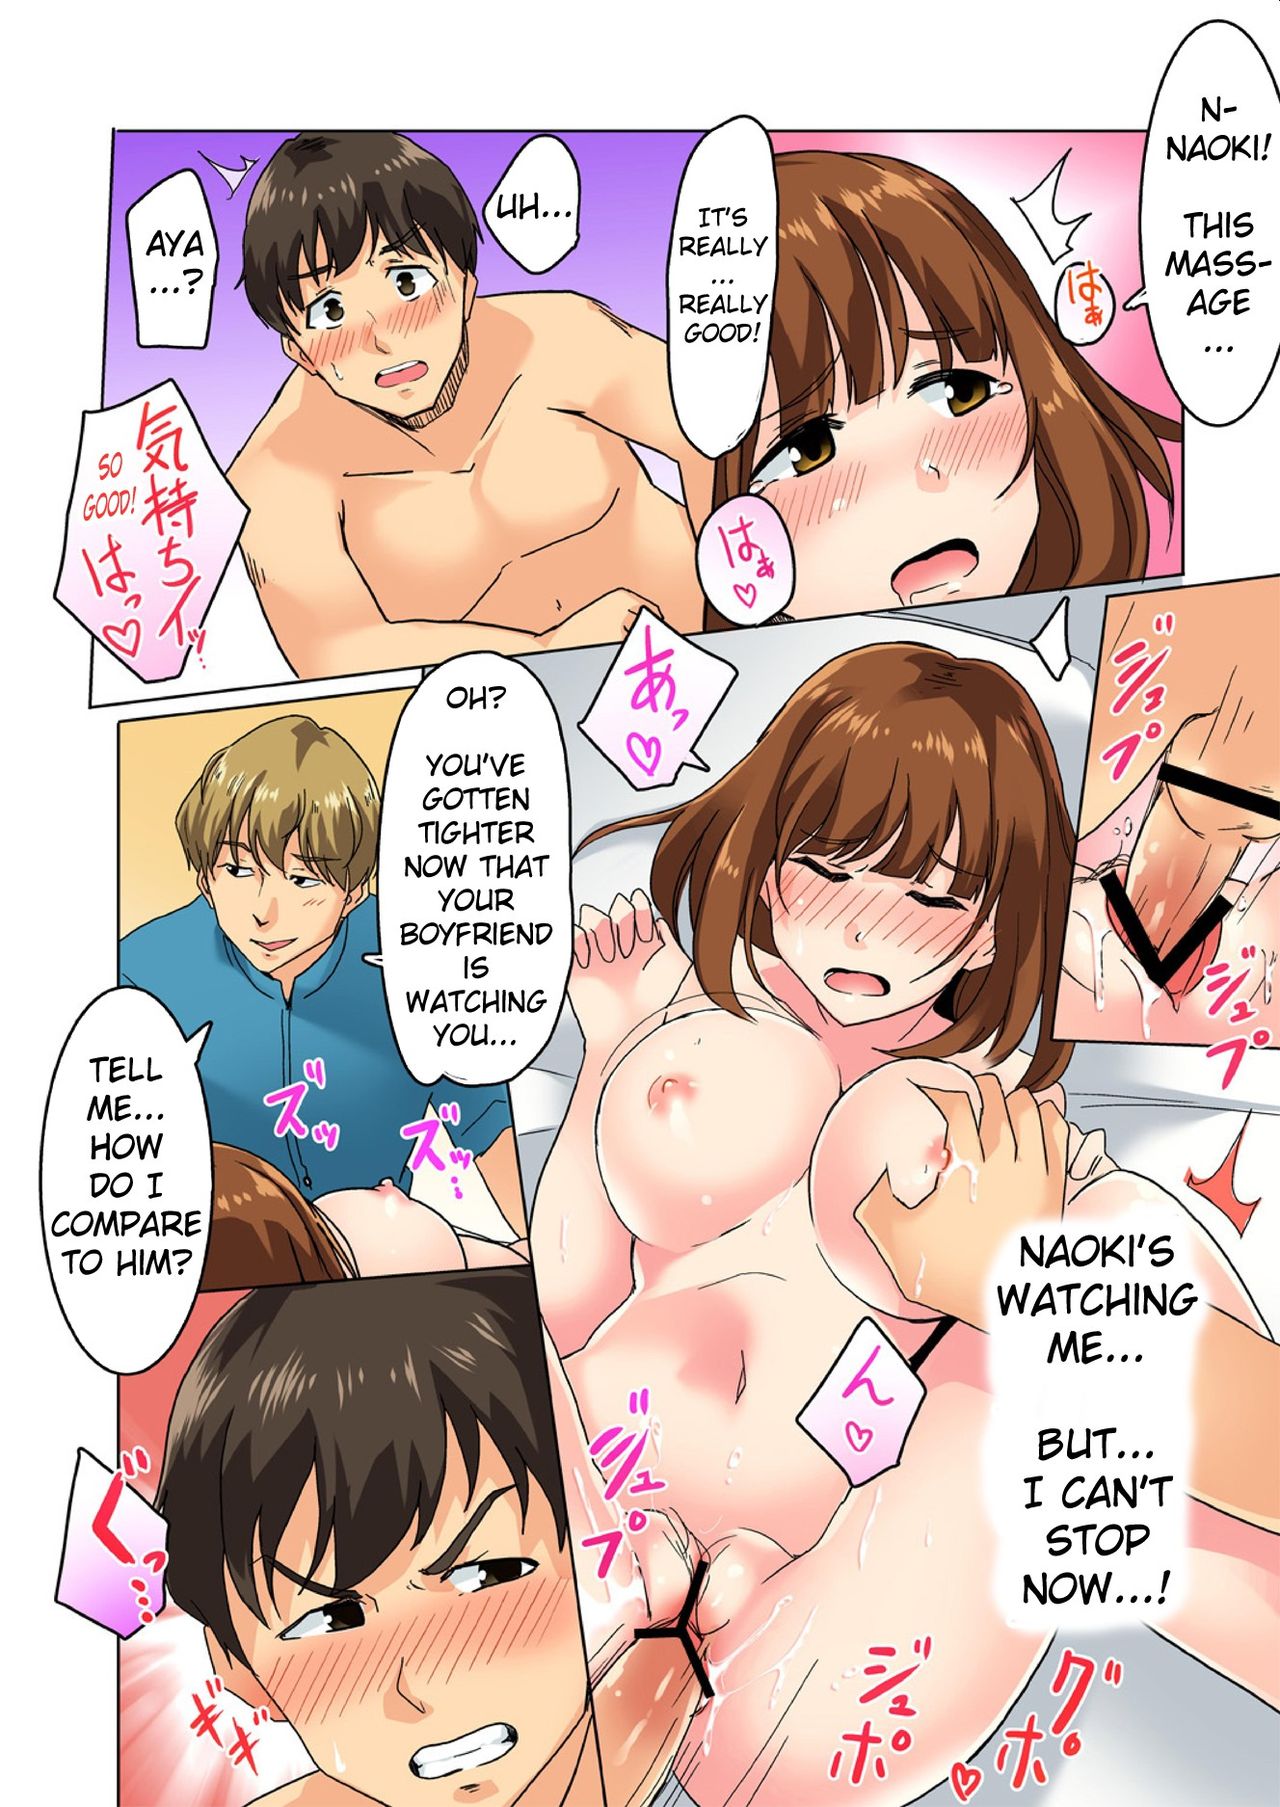 N-
NAOKI!
THIS
MASS-
AGE
...
はぁ
IT'S
REALLY
...
REALLY
GOOD!
はぁ♡
UH...
AYA
...?
気持ちイッ
はっ♡
SO
GOOD!
ジュ
プ
ジュ
プ
あっ♡
NAOKI'S
WATCHING
ME...
BUT...
I CAN'T
STOP
NOW...!
ん♡
ジュ
プ
ジュ
ポ
グ
ポ♡
OH?
YOU'VE
GOTTEN
TIGHTER
NOW THAT
YOUR
BOYFRIEND
IS
WATCHING
YOU...
TELL
ME...
HOW
DO I
COMPARE
TO HIM?
ズッ
ズッ…
ぐっ…
ギギ